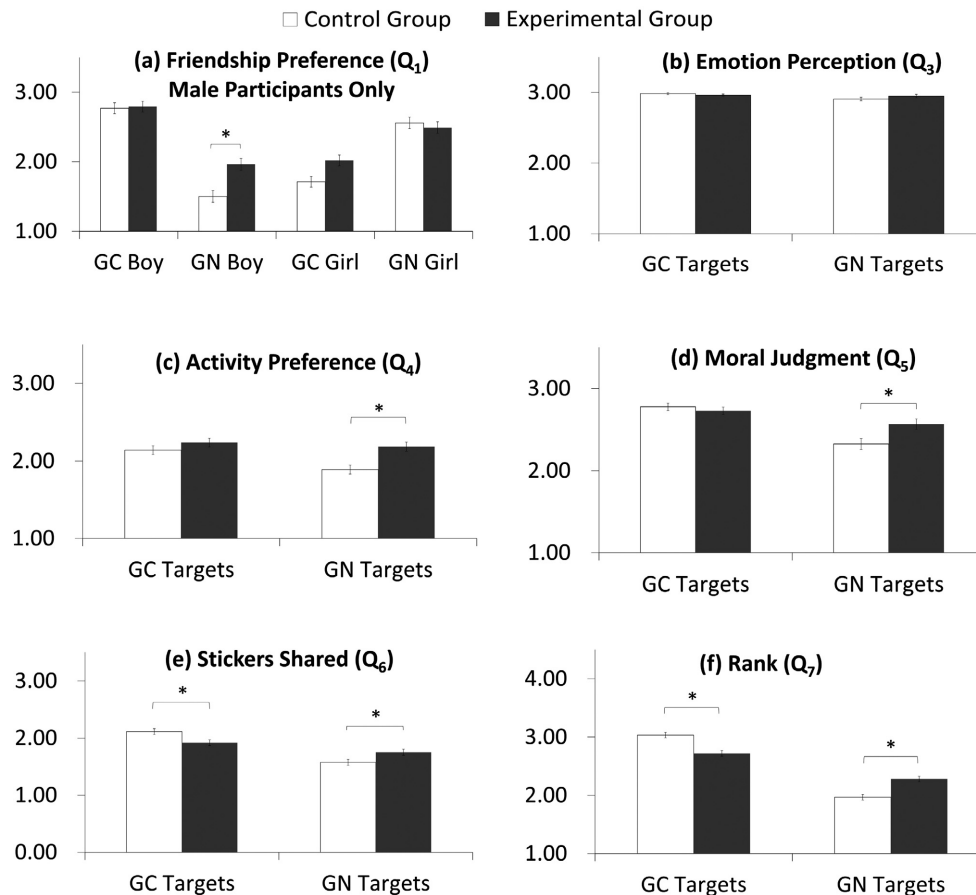 Control Group Experimental Group
(a) Friendship Preference (Q1)
Male Participants Only
3.00
2.00
1.00
*
GC Boy GN Boy GC Girl GN Girl
(b) Emotion Perception (Q3)
3.00
2.00
1.00
GC Targets GN Targets
(c) Activity Preference (Q4)
3.00
2.00
1.00
*
GC Targets GN Targets
(d) Moral Judgment (Q5)
3.00
2.00
1.00
*
GC Targets GN Targets
(e) Stickers Shared (Q6)
3.00
2.00
1.00
0.00
* *
GC Targets GN Targets
(f) Rank (Q7)
4.00
3.00
2.00
1.00
* *
GC Targets GN Targets